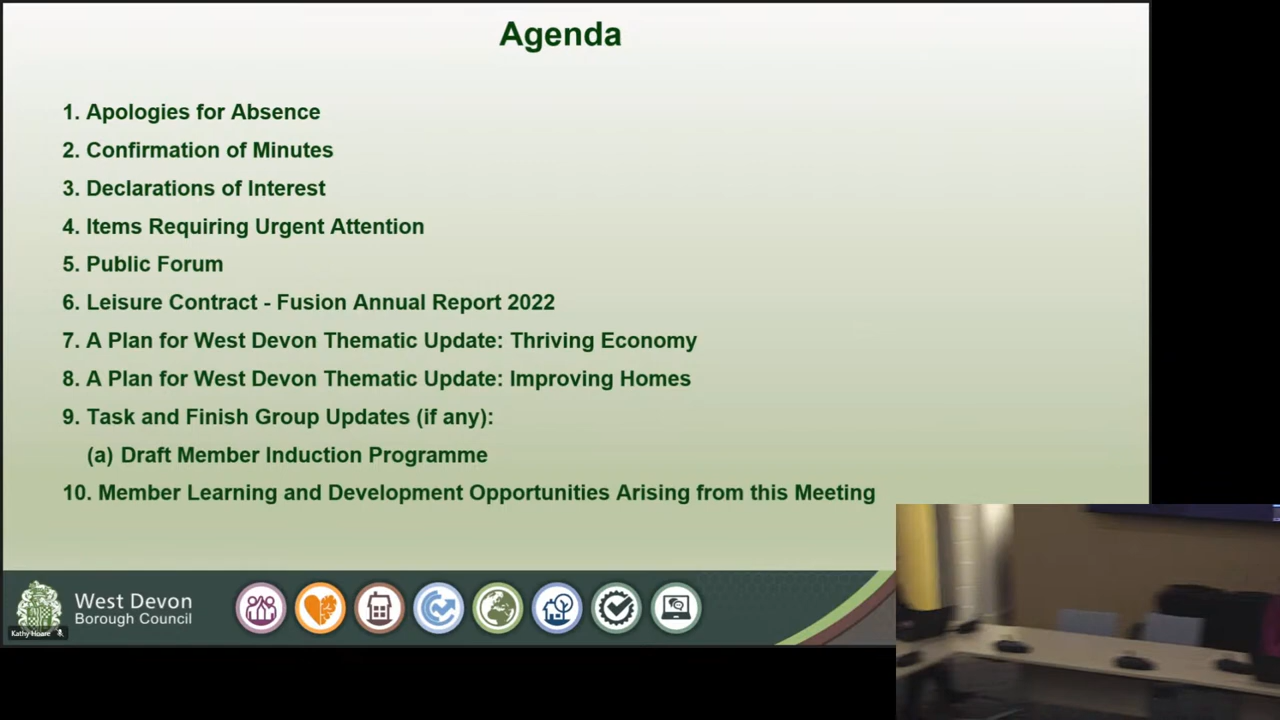 Agenda
1. Apologies for Absence
2. Confirmation of Minutes
3. Declarations of Interest
4. Items Requiring Urgent Attention
5. Public Forum
6. Leisure Contract - Fusion Annual Report 2022
7. A Plan for West Devon Thematic Update: Thriving Economy
8. A Plan for West Devon Thematic Update: Improving Homes
9. Task and Finish Group Updates (if any):
(a) Draft Member Induction Programme
10. Member Learning and Development Opportunities Arising from this Meeting
West Devon
Borough Council
Kathy Hoare